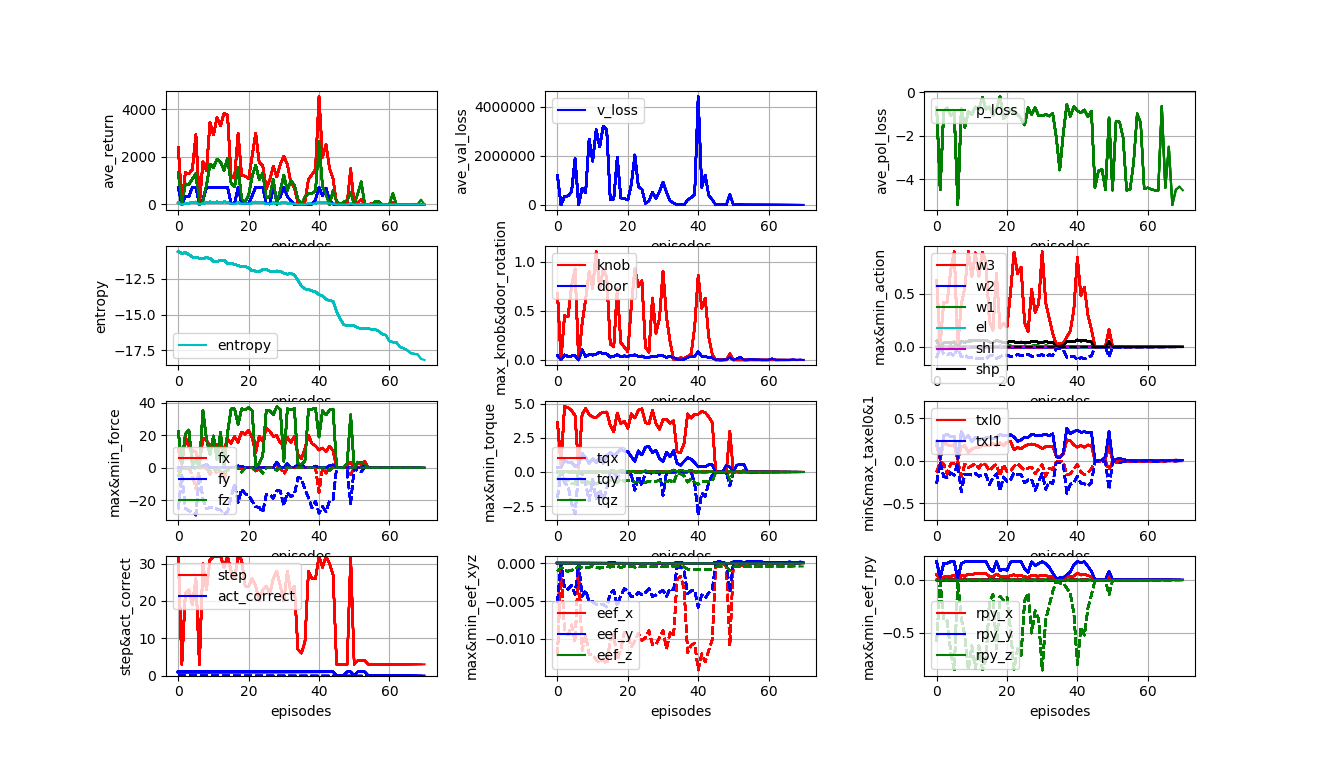 ave_return
4000
2000
0
0
20
40
60
episodes
ave_val_loss
4000000
2000000
0
v_loss
0
20
40
60
episodes
ave_pol_loss
0
−2
−4
p_loss
0
20
40
60
episodes
entropy
−12.5
−15.0
−17.5
entropy
0
20
40
60
max_knob&door_rotation
1.0
0.5
0.0
knob
door
0
20
40
60
max&min_action
0.5
0.0
w3
w2
w1
el
shl
shp
0
20
40
60
max&min_force
40
20
0
−20
fx
fy
fz
0
20
40
60
episodes
max&min_torque
5.0
2.5
0.0
−2.5
tqx
tqy
tqz
0
20
40
60
episodes
min&max_taxel0&1
0.5
0.0
−0.5
txl0
txl1
0
20
40
60
episodes
step&act_correct
30
20
10
0
step
act_correct
0
20
40
60
episodes
max&min_eef_xyz
0.000
−0.005
−0.010
eef_x
eef_y
eef_z
0
20
40
60
episodes
max&min_eef_rpy
0.0
−0.5
rpy_x
rpy_y
rpy_z
0
20
40
60
episodes